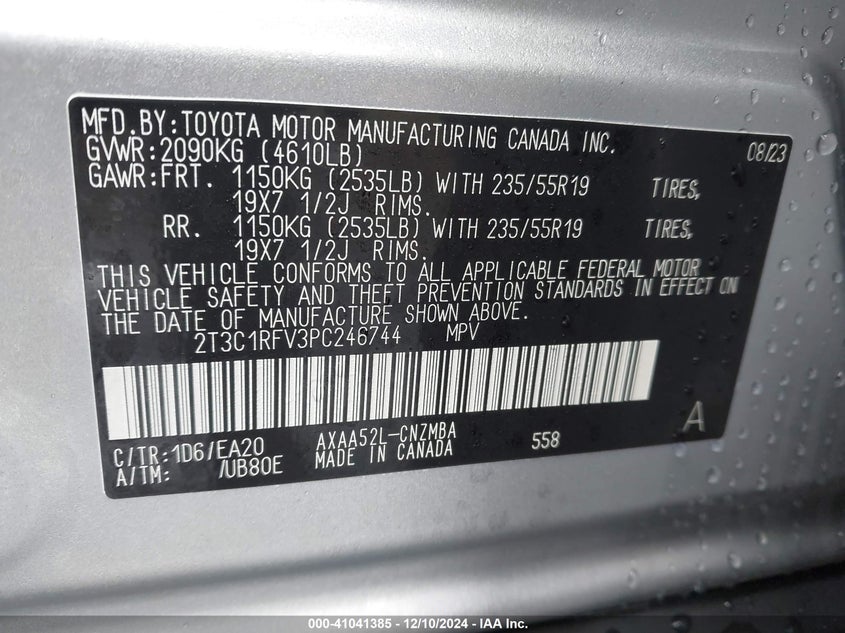 MFD.BY:TOYOTA MOTOR MANUFACTURING CANADA INC. 08/23
GVWR:2090KG (4610LB)
GAWR:FRT. 1150KG (2535LB) WITH 235/55R19 TIRES,
19X7 1/2J RIMS.
RR. 1150KG (2535LB) WITH 235/55R19 TIRES,
19X7 1/2J RIMS.
THIS VEHICLE CONFORMS TO ALL APPLICABLE FEDERAL MOTOR
VEHICLE SAFETY AND THEFT PREVENTION STANDARDS IN EFFECT ON
THE DATE OF MANUFACTURE SHOWN ABOVE.
2T3C1RFV3PC246744 MPV
A
C/TR:1D6/EA20 AXAA52L-CNZMBA 558
A/TM: /UB80E MADE IN CANADA
000-41041385 - 12/10/2024 - IAA Inc.